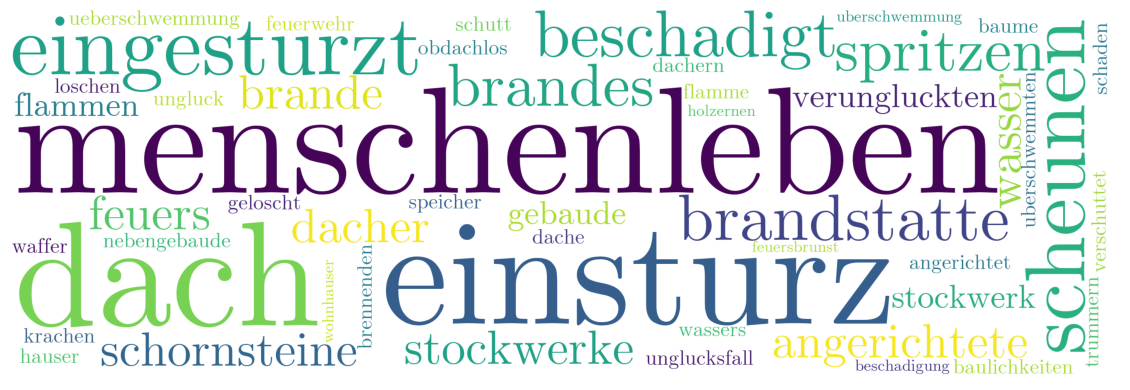 ueberschwemmung
feuerwehr
schutt
uberschwemmung
baume
eingesturzt
obdachlos
beschadigt
spritzen
schaden
dachern
loschen
ungluck
brande
brandes
flamme
verungluckten
flammen
holzernen
wasser
uberschwemmten
scheunen
menschenleben
feuers
geloscht
speicher
gebaude
brandstatte
verschuttet
dacher
waffer
nebengebaude
dache
feuersbrunst
dach
einsturz
angerichtet
wohnhauser
brennenden
stockwerk
trummern
krachen
schornsteine
stockwerke
wassers
angerichtete
hauser
unglucksfall
beschadigung
baulichkeiten